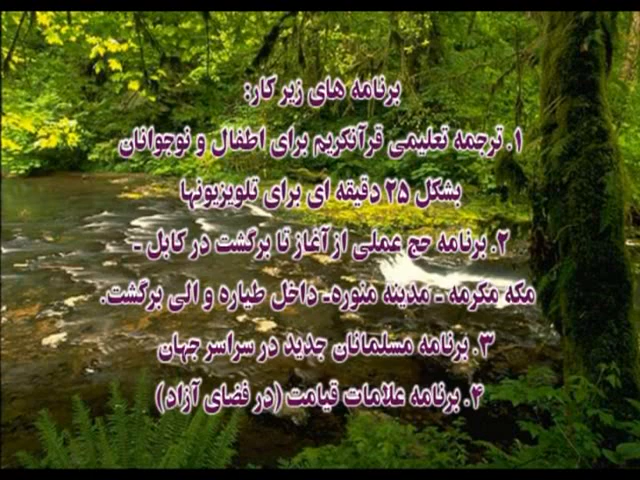 برنامه های زیر کار:
۱. ترجمه تعلیمی قرآنکریم برای اطفال و نوجوانان
بشکل ۲۵ دقیقه ای برای تلویزیونها
۲. برنامه حج عملی از آغاز تا برگشت در کابل -
مکه مکرمه - مدینه منوره- داخل طیاره و الی برگشت.
۳. برنامه مسلمانان جدید در سراسر جهان
۴. برنامه علامات قیامت (در فضای آزاد)